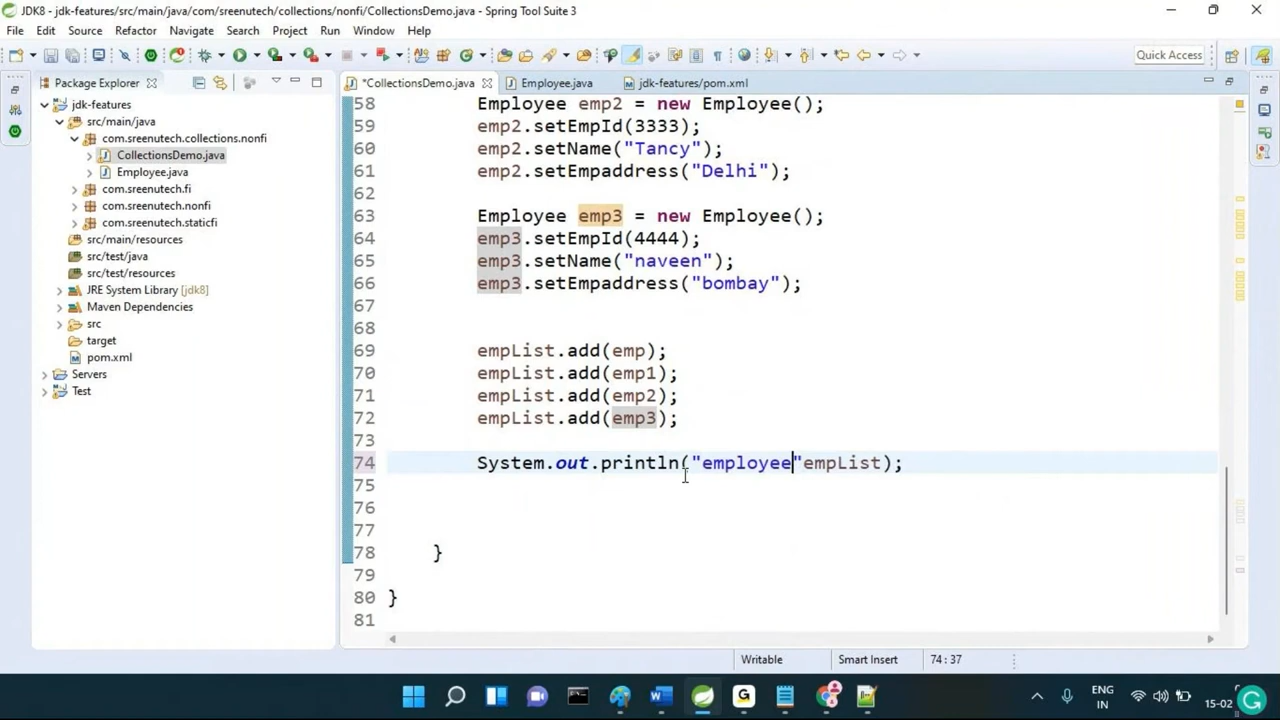 JDK8 - jdk-features/src/main/java/com/sreenutech/collections/nonfi/CollectionsDemo.java - Spring Tool Suite 3
File Edit Source Refactor Navigate Search Project Run Window Help
Quick Access
Package Explorer
*CollectionsDemo.java
Employee.java
jdk-features/pom.xml
jdk-features
src/main/java
com.sreenutech.collections.nonfi
CollectionsDemo.java
Employee.java
com.sreenutech.fi
com.sreenutech.nonfi
com.sreenutech.staticfi
src/main/resources
src/test/java
src/test/resources
JRE System Library [jdk8]
Maven Dependencies
src
target
pom.xml
Servers
Test
58 Employee emp2 = new Employee();
59 emp2.setEmpId(3333);
60 emp2.setName("Tancy");
61 emp2.setEmpaddress("Delhi");
62
63 Employee emp3 = new Employee();
64 emp3.setEmpId(4444);
65 emp3.setName("naveen");
66 emp3.setEmpaddress("bombay");
67
68
69 empList.add(emp);
70 empList.add(emp1);
71 empList.add(emp2);
72 empList.add(emp3);
73
74 System.out.println("employee"empList);
75
76
77
78 }
79
80 }
81
Writable
Smart Insert
74 : 37
ENG
IN
15-02